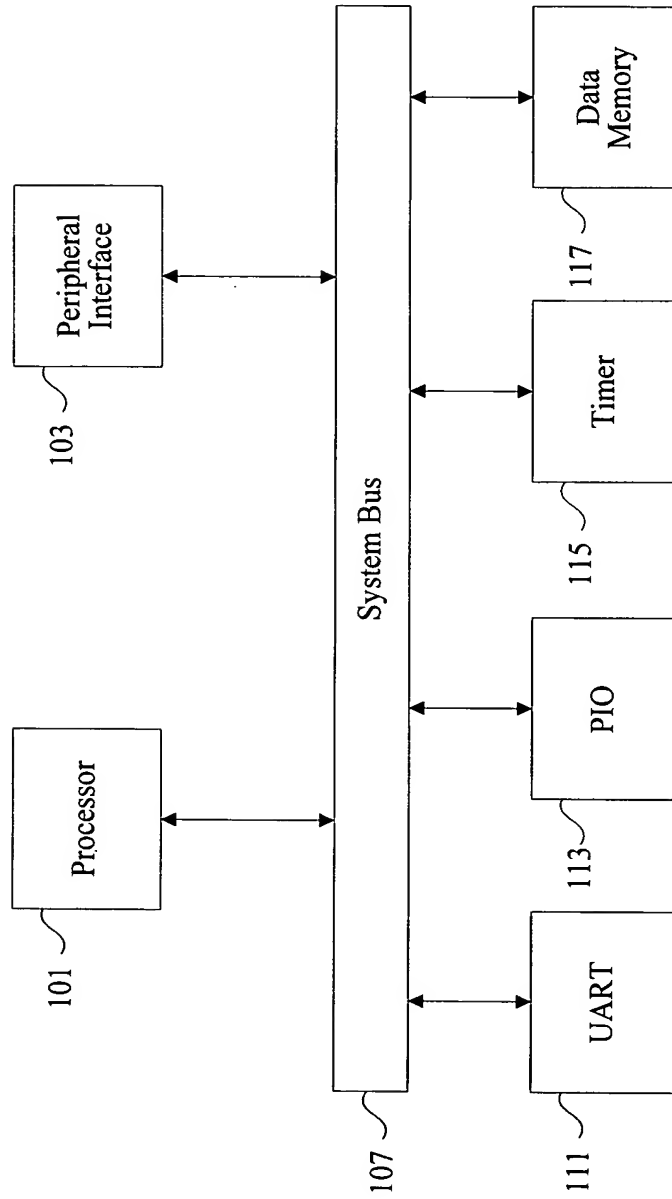 Processor
101
Peripheral
Interface
103
System Bus
107
UART
111
PIO
113
Timer
115
Data
Memory
117